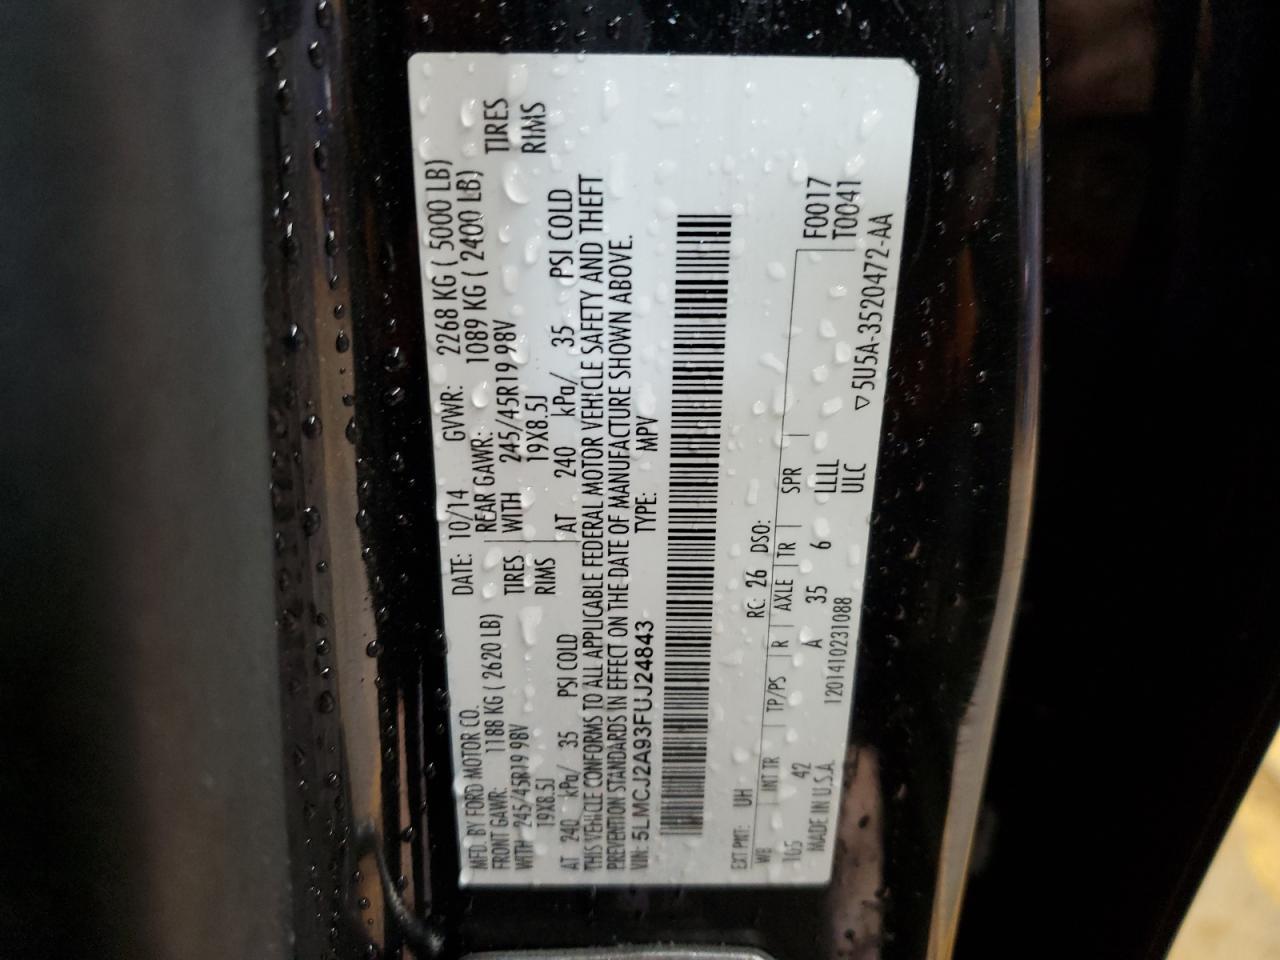 MFD. BY FORD MOTOR CO.
DATE: 10/14 GVWR: 2268 KG ( 5000 LB)
FRONT GAWR: 1188 KG ( 2620 LB) REAR GAWR: 1089 KG ( 2400 LB)
WITH 245/45R19 98V TIRES WITH 245/45R19 98V TIRES
19X8.5J RIMS 19X8.5J RIMS
AT 240 kPa/ 35 PSI COLD AT 240 kPa/ 35 PSI COLD
THIS VEHICLE CONFORMS TO ALL APPLICABLE FEDERAL MOTOR VEHICLE SAFETY AND THEFT
PREVENTION STANDARDS IN EFFECT ON THE DATE OF MANUFACTURE SHOWN ABOVE.
VIN: 5LMCJ2A93FUJ24843 TYPE: MPV
EXT PNT: UH RC: 26 DSO: F0017
WB INT TR TP/PS R AXLE TR SPR T0041
105 42 A 35 6 LLLL
MADE IN U.S.A. 1201410231088 ULC
▽5U5A-3520472-AA